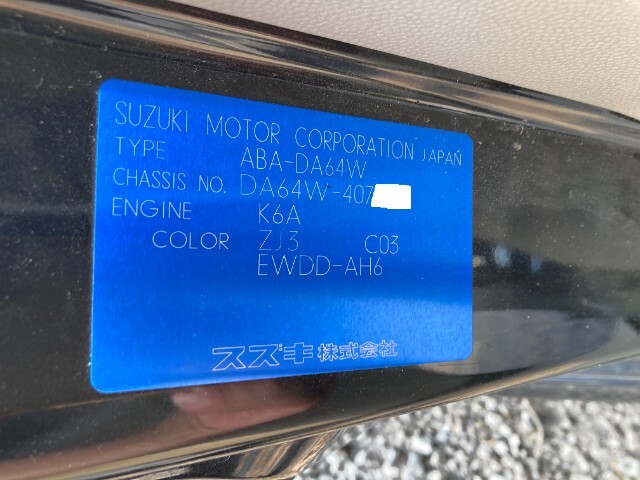 SUZUKI MOTOR CORPORATION JAPAN
TYPE ABA-DA64W
CHASSIS NO. DA64W-407
ENGINE K6A
COLOR ZJ3 C03
EWDD-AH6
スズキ株式会社